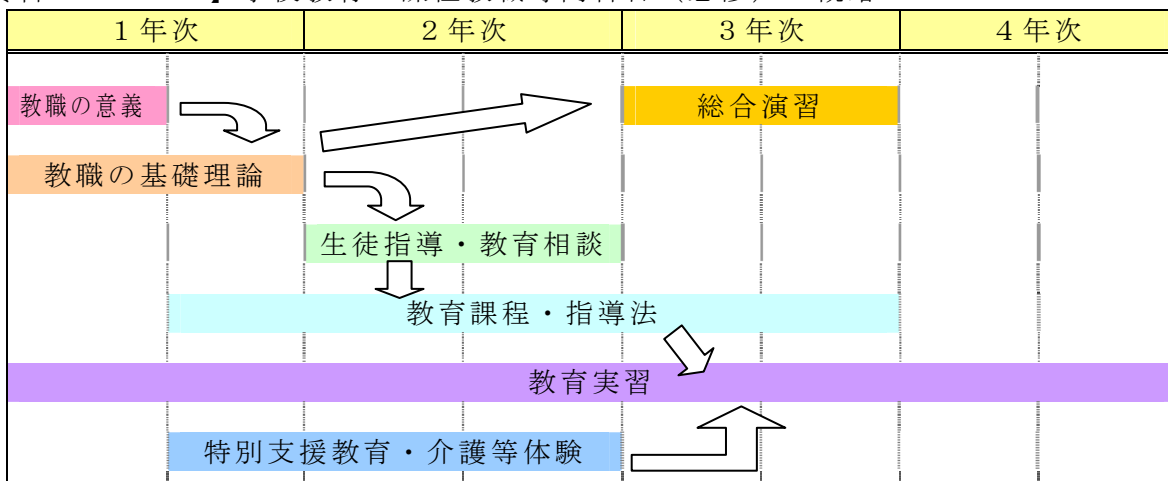 １年次 ２年次 ３年次 ４年次
教職の意義
総合演習
教職の基礎理論
生徒指導・教育相談
教育課程・指導法
教育実習
特別支援教育・介護等体験